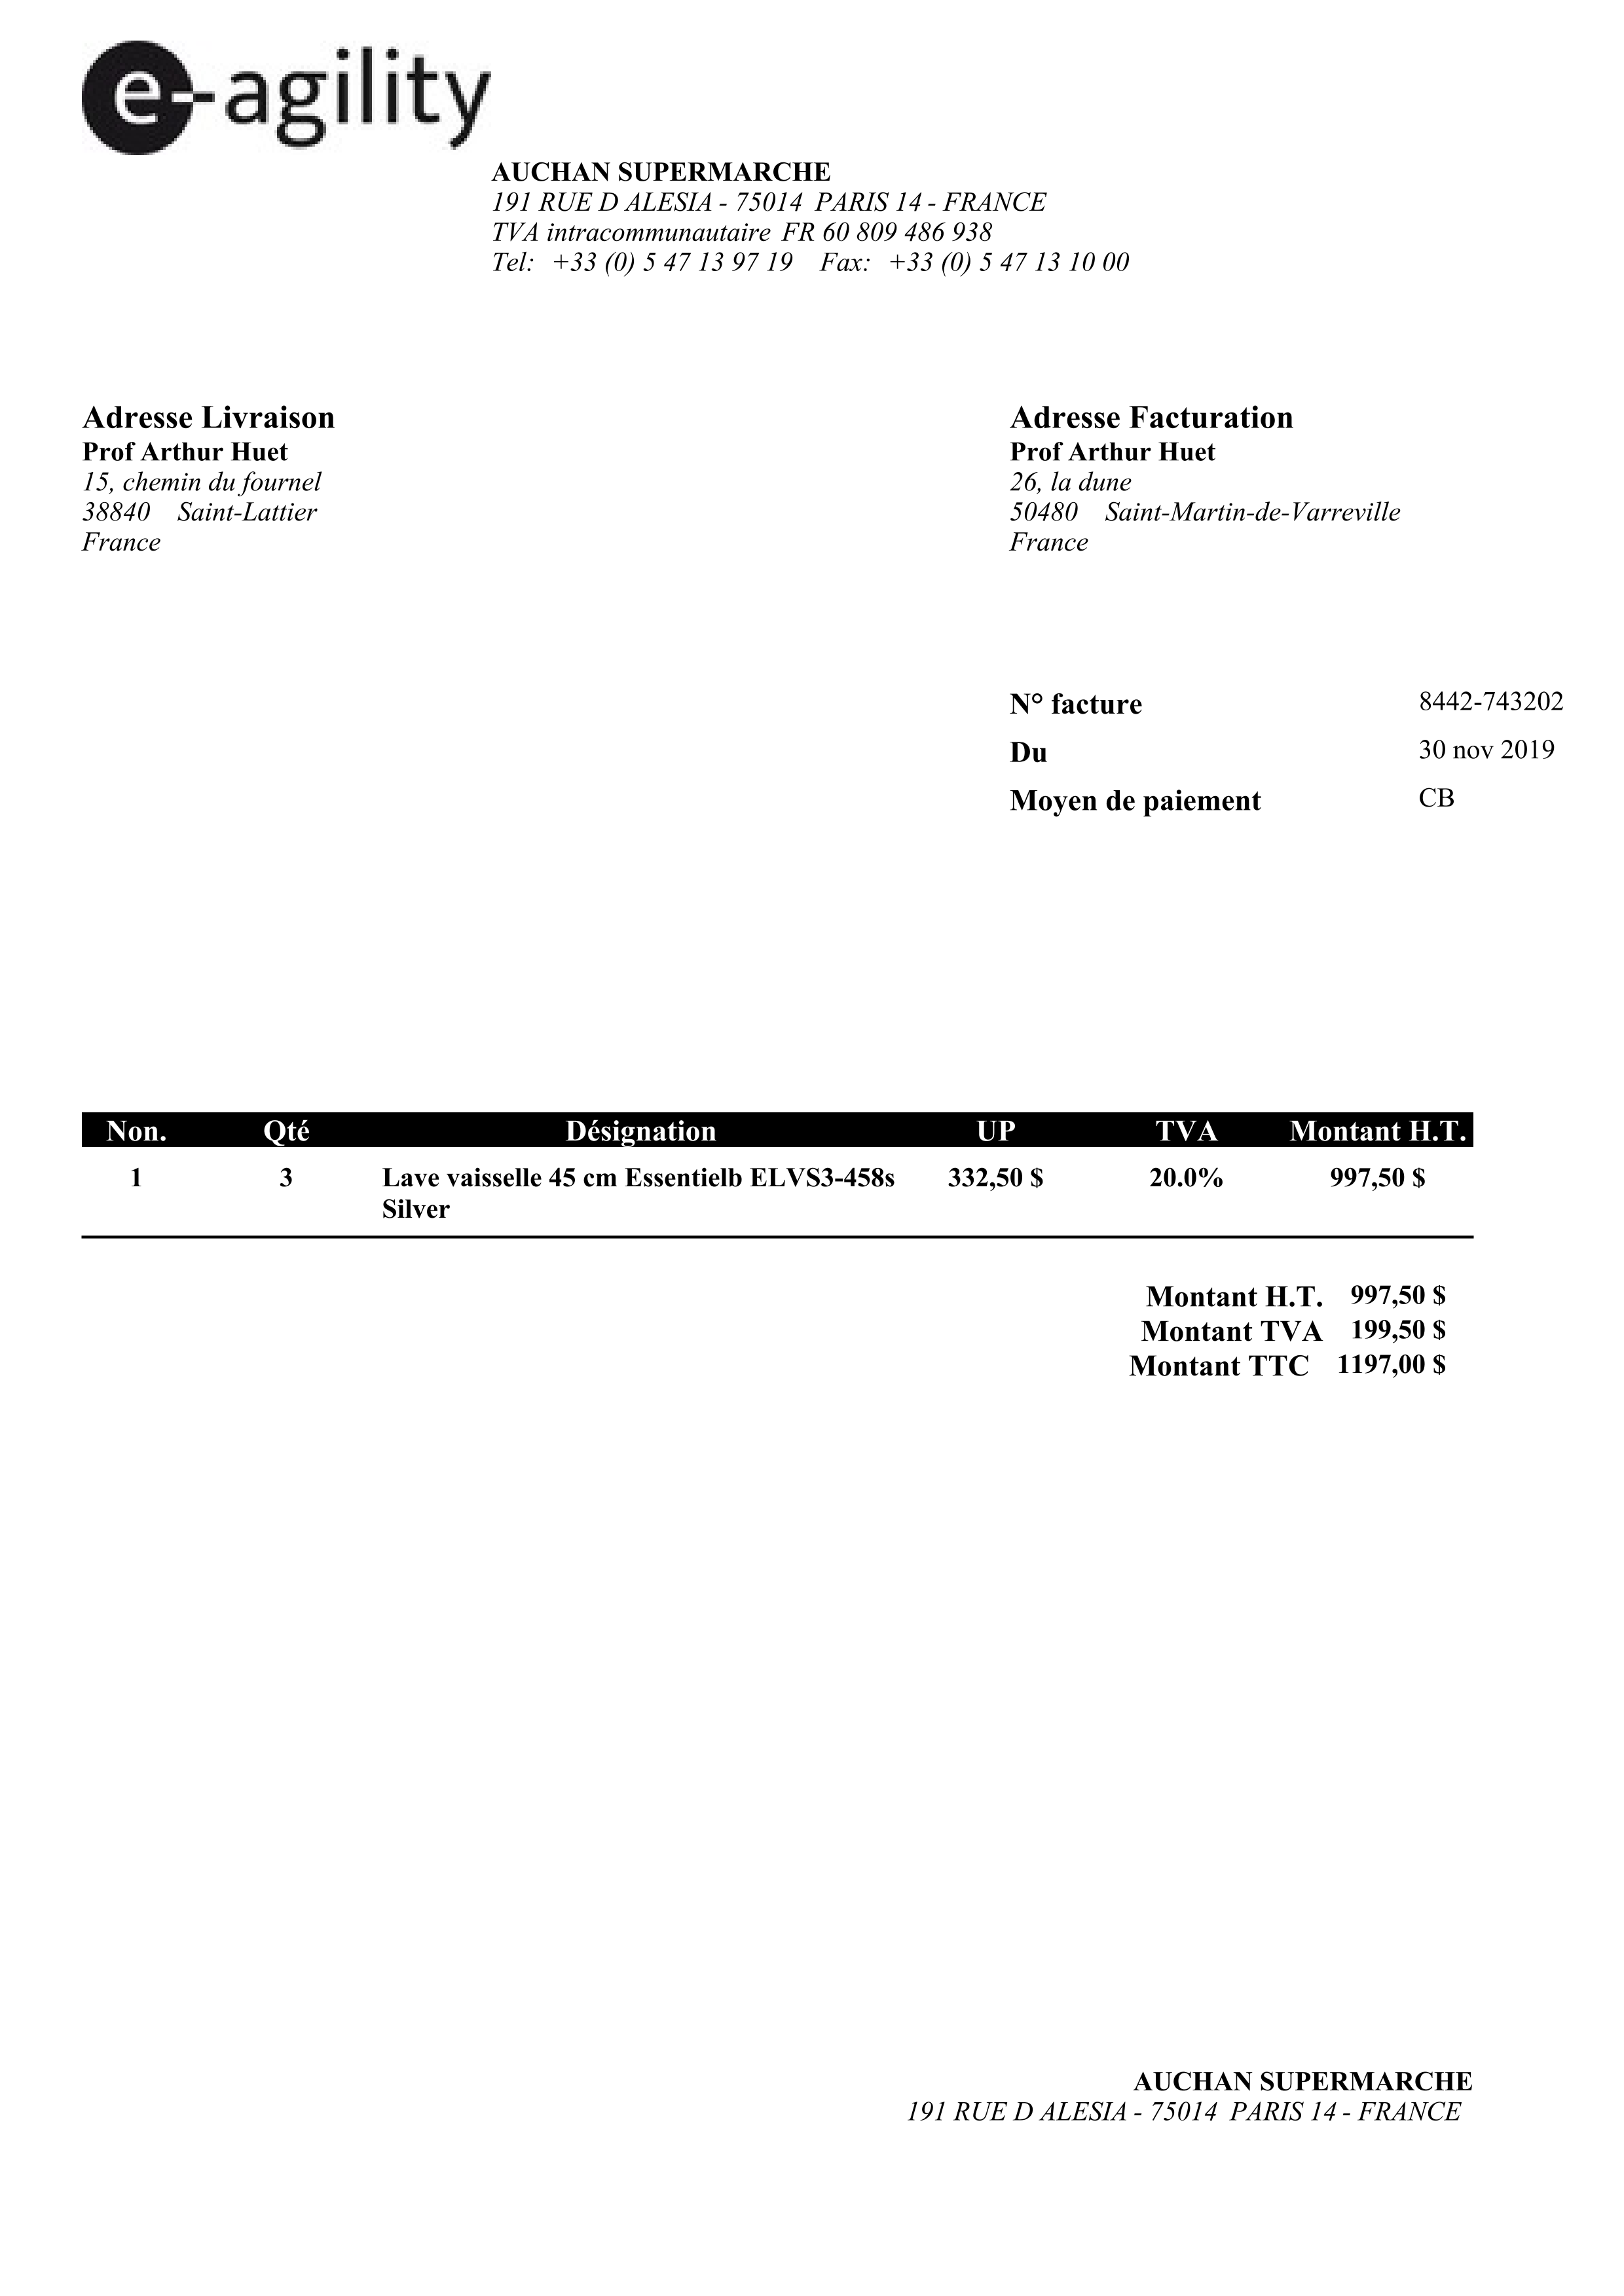 e-agility
AUCHAN SUPERMARCHE
191 RUE D ALESIA - 75014 PARIS 14 - FRANCE
TVA intracommunautaire FR 60 809 486 938
Tel: +33 (0) 5 47 13 97 19 Fax: +33 (0) 5 47 13 10 00
Adresse Livraison
Prof Arthur Huet
15, chemin du fournel
38840 Saint-Lattier
France
Adresse Facturation
Prof Arthur Huet
26, la dune
50480 Saint-Martin-de-Varreville
France
N° facture 8442-743202
Du 30 nov 2019
Moyen de paiement CB
Non. Qté Désignation UP TVA Montant H.T.
1 3 Lave vaisselle 45 cm Essentielb ELVS3-458s 332,50 $ 20.0% 997,50 $
Silver
Montant H.T. 997,50 $
Montant TVA 199,50 $
Montant TTC 1197,00 $
AUCHAN SUPERMARCHE
191 RUE D ALESIA - 75014 PARIS 14 - FRANCE